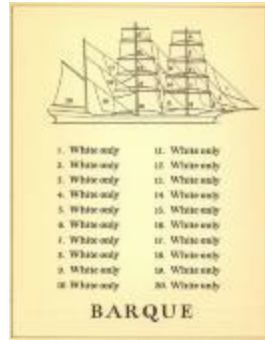 1. White only 11. White only
2. White only 12. White only
3. White only 13. White only
4. White only 14. White only
5. White only 15. White only
6. White only 16. White only
7. White only 17. White only
8. White only 18. White only
9. White only 19. White only
10. White only 20. White only
BARQUE